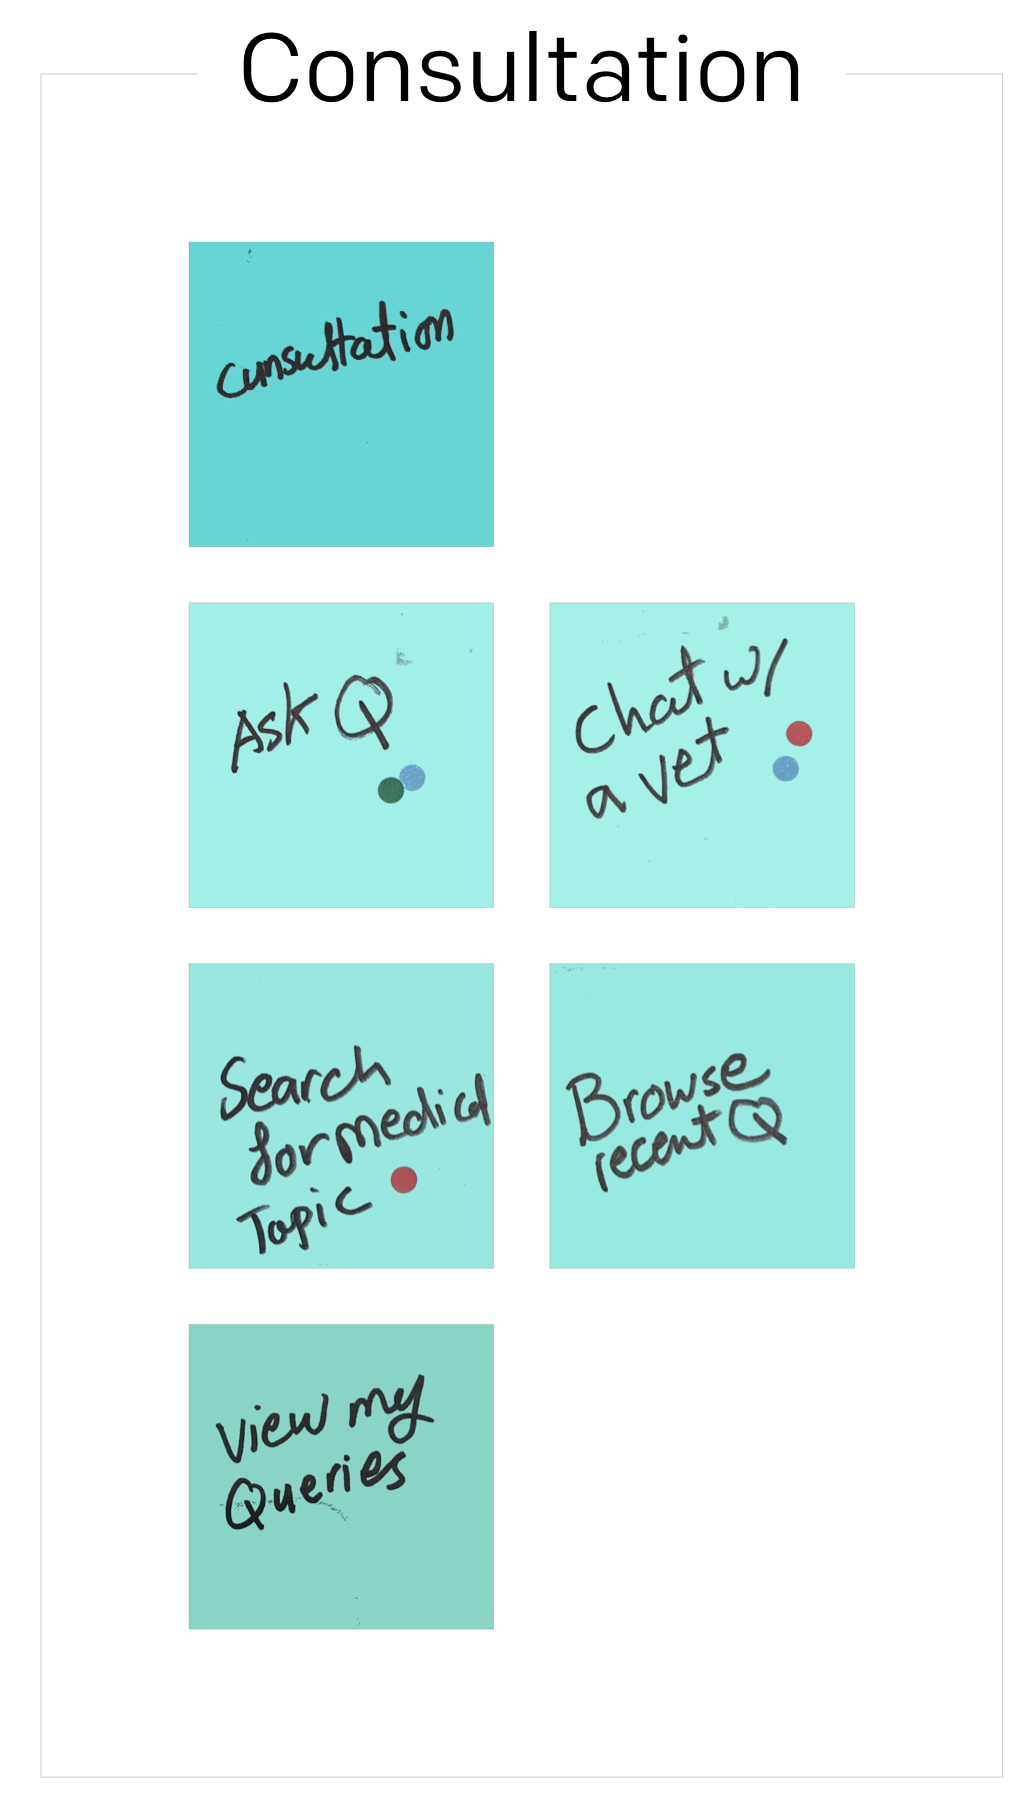 Consultation
consultation
Ask Q
Chat w/
a vet
Search
for medical
Topic
Browse
recent Q
View my
Queries